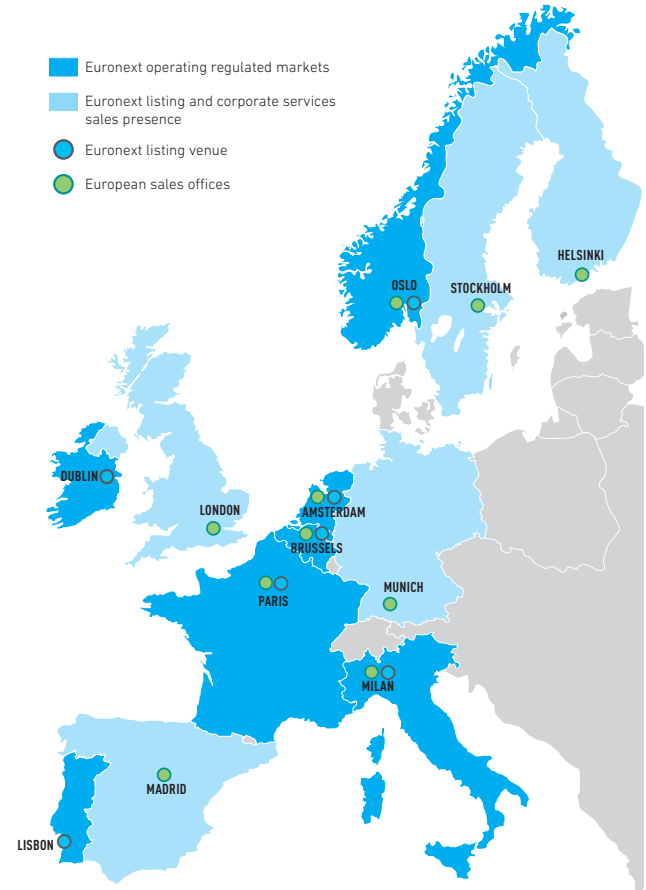 Euronext operating regulated markets
Euronext listing and corporate services
sales presence
Euronext listing venue
European sales offices
HELSINKI
OSLO
STOCKHOLM
DUBLIN
LONDON
AMSTERDAM
BRUSSELS
MUNICH
PARIS
MILAN
MADRID
LISBON